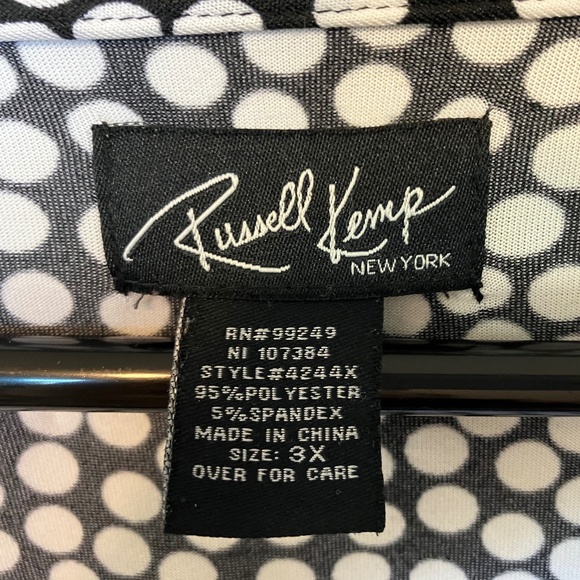 Russell Kemp
NEW YORK
RN#99249
NI 107384
STYLE#4244X
95%POLYESTER
5%SPANDEX
MADE IN CHINA
SIZE: 3X
OVER FOR CARE